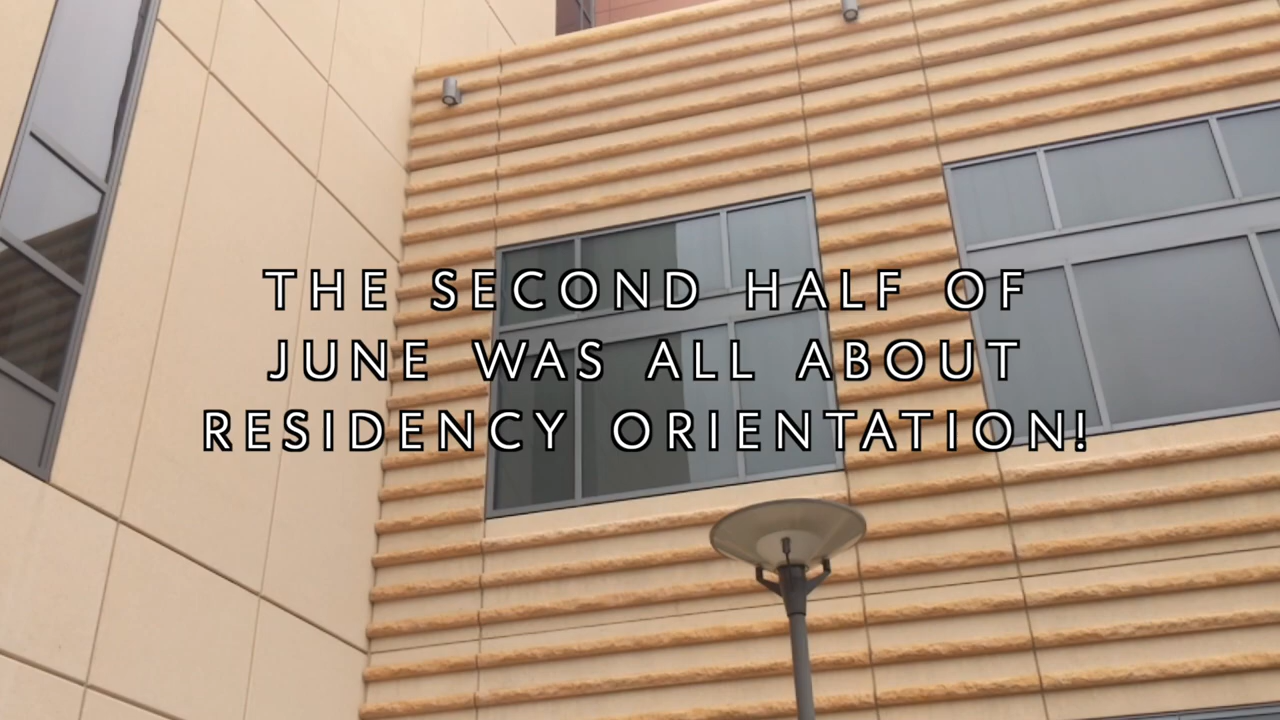 THE SECOND HALF OF
JUNE WAS ALL ABOUT
RESIDENCY ORIENTATION!